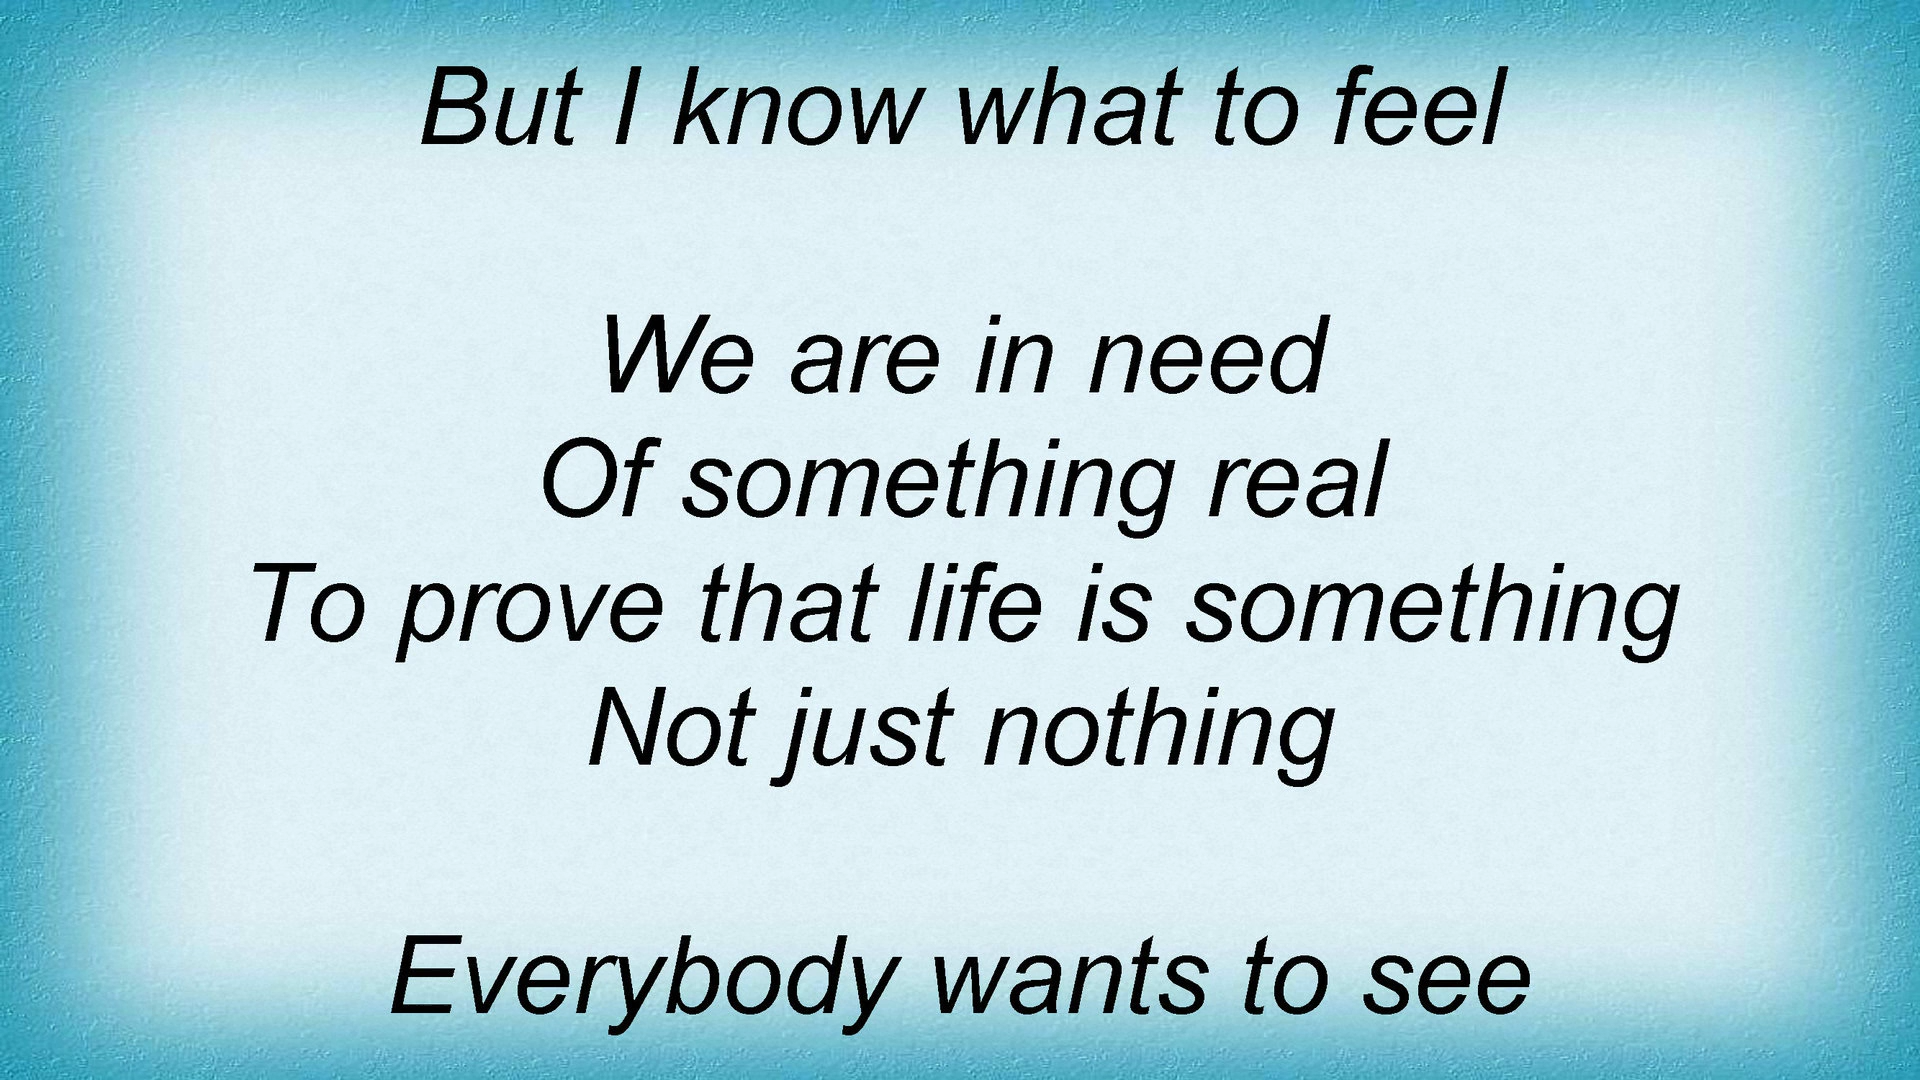 But I know what to feel
We are in need
Of something real
To prove that life is something
Not just nothing
Everybody wants to see